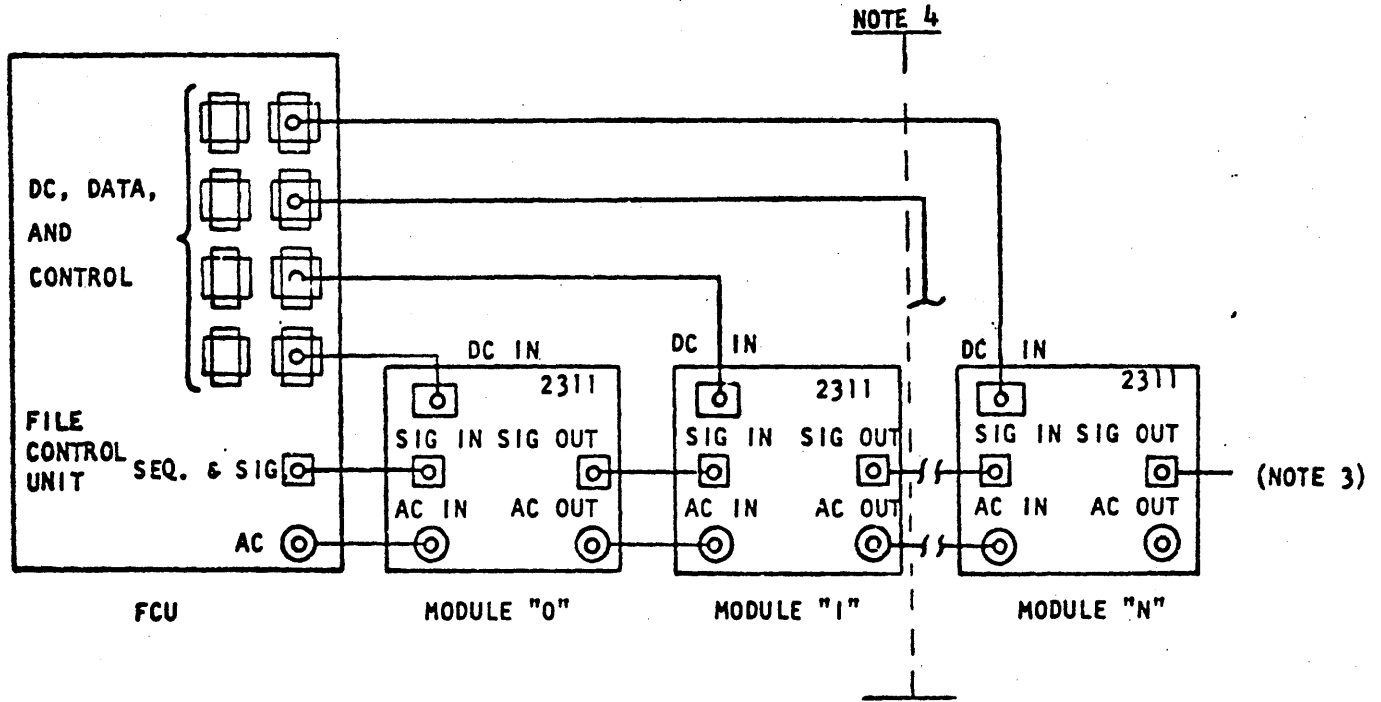 NOTE 4
DC, DATA,
AND
CONTROL
DC IN
DC IN
DC IN
2311
2311
2311
FILE
CONTROL
UNIT
SEQ. & SIG
SIG IN SIG OUT
SIG IN SIG OUT
SIG IN SIG OUT
(NOTE 3)
AC IN AC OUT
AC IN AC OUT
AC IN AC OUT
AC
FCU
MODULE "0"
MODULE "1"
MODULE "N"